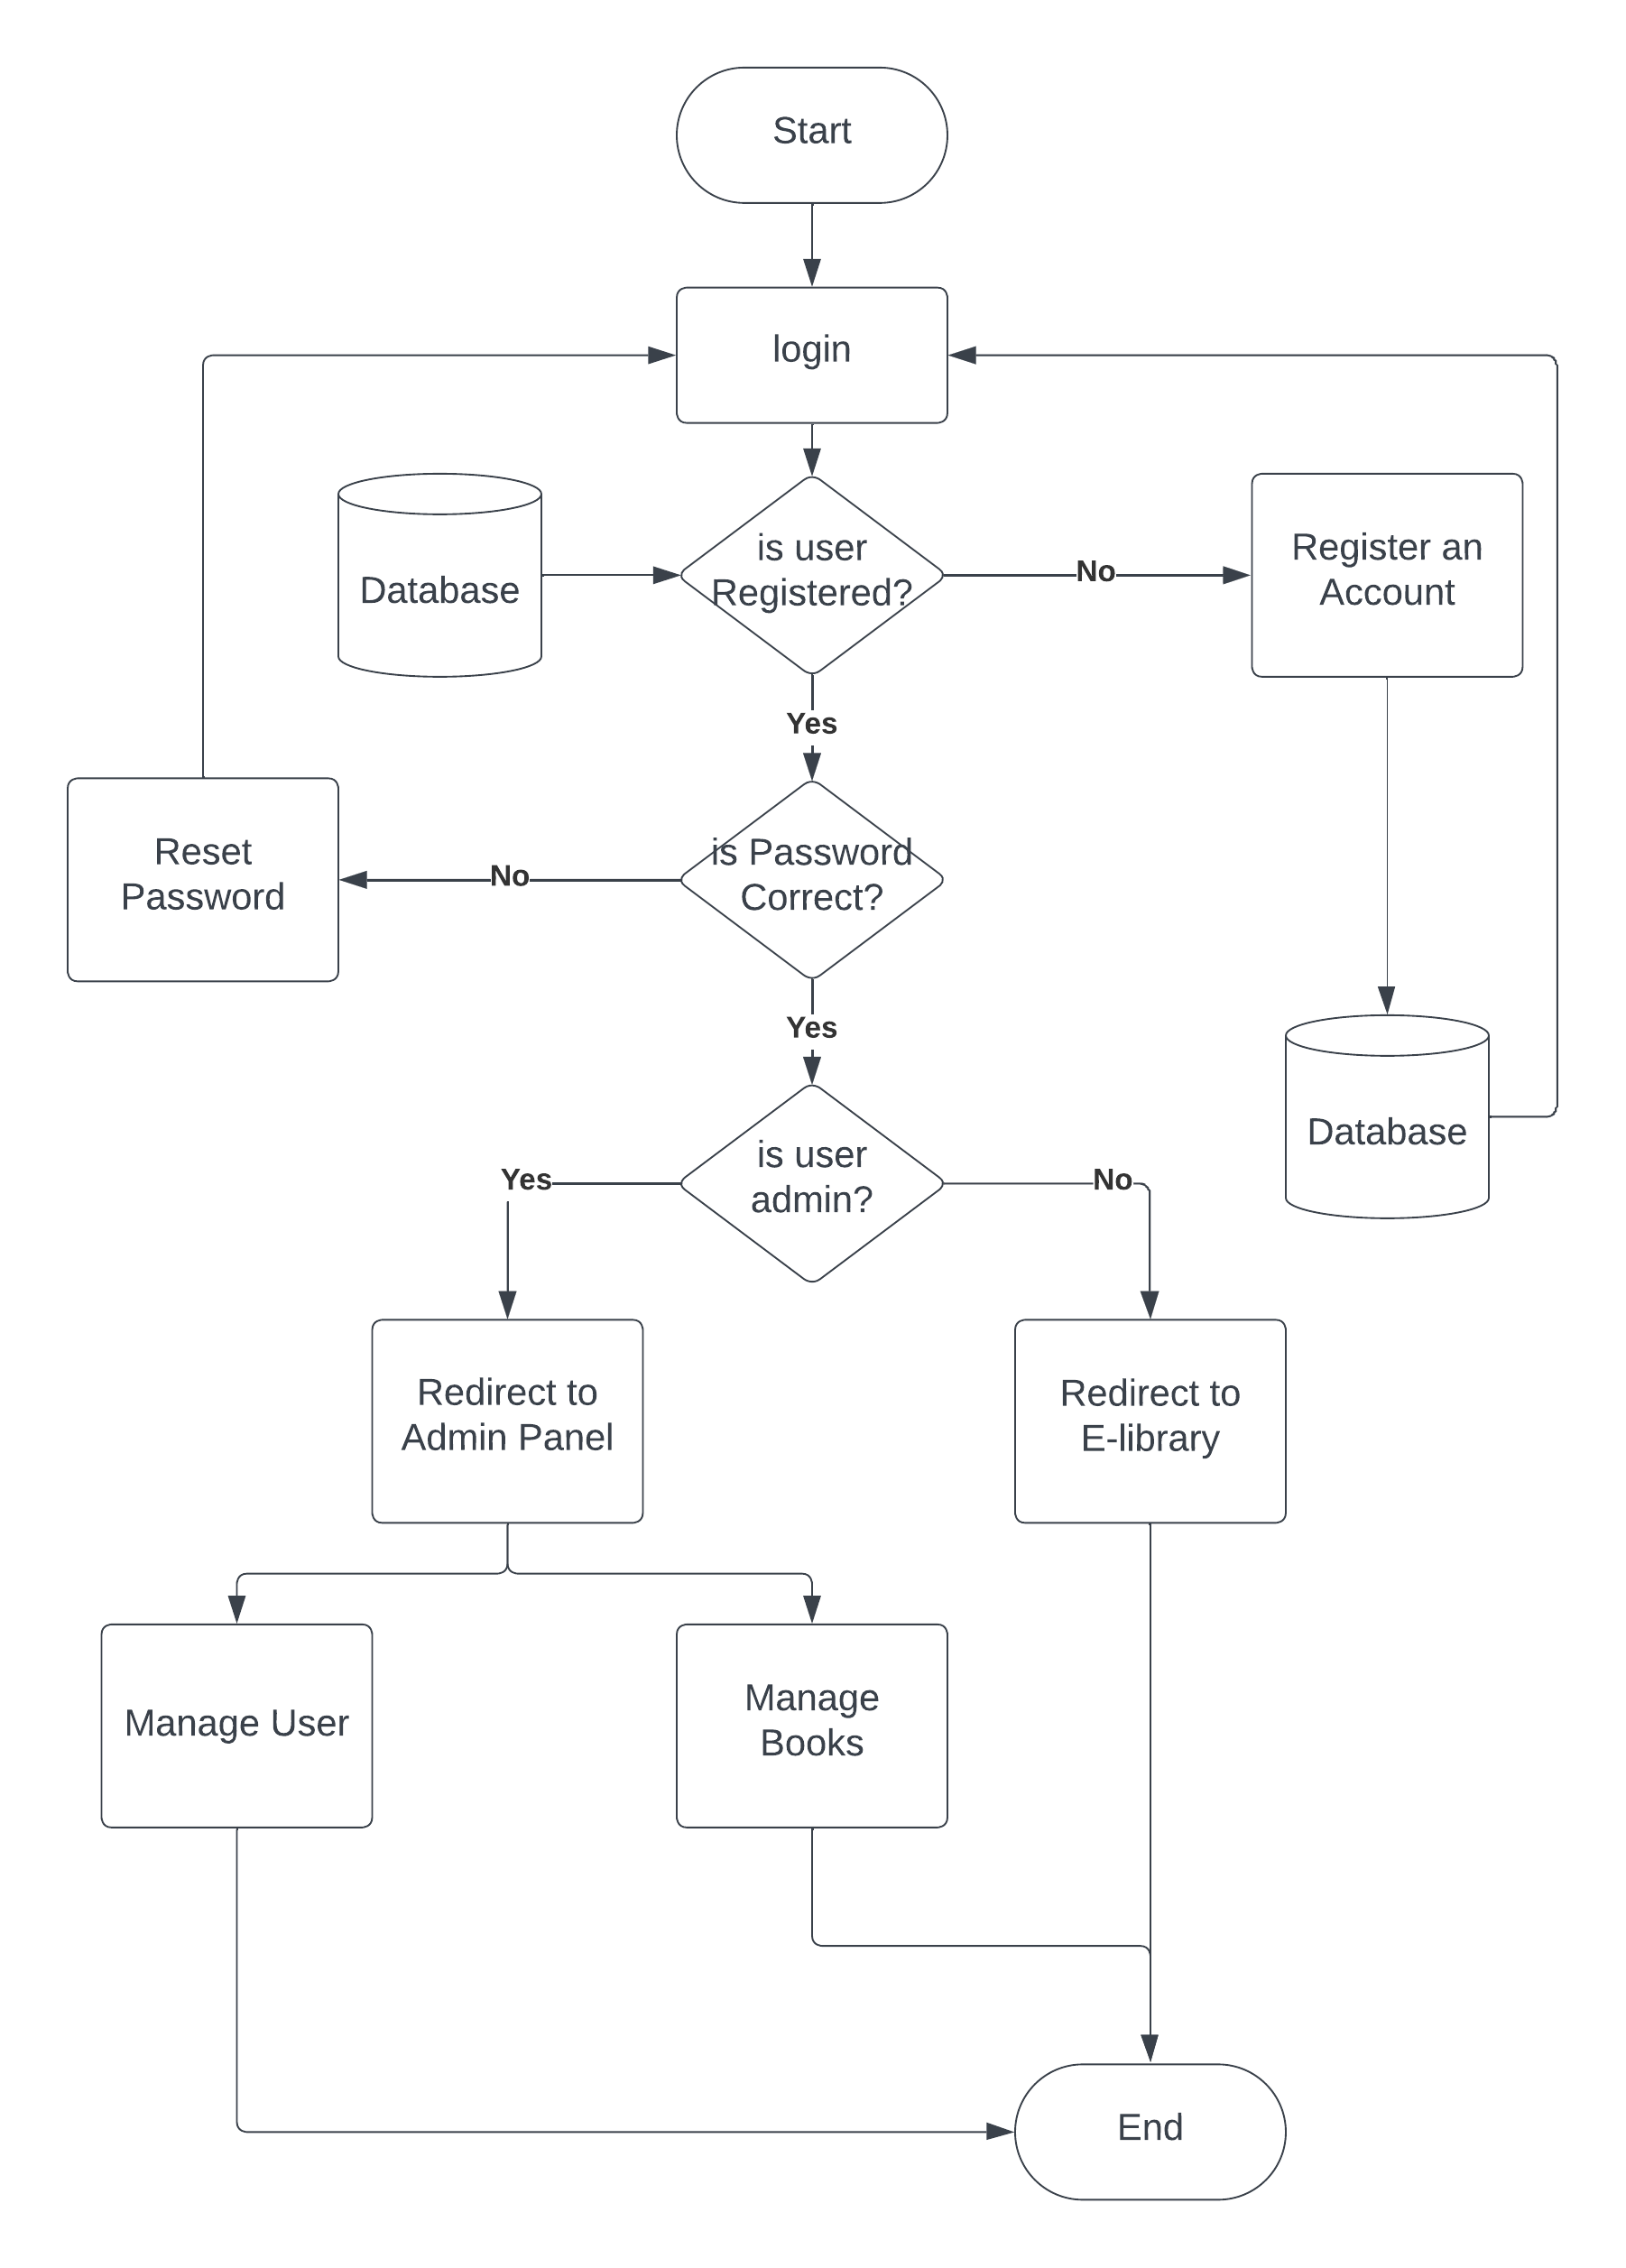 Start
login
Database
is user
Registered?
No
Register an
Account
Yes
Reset
Password
No
is Password
Correct?
Yes
Database
Yes
is user
admin?
No
Redirect to
Admin Panel
Redirect to
E-library
Manage User
Manage
Books
End